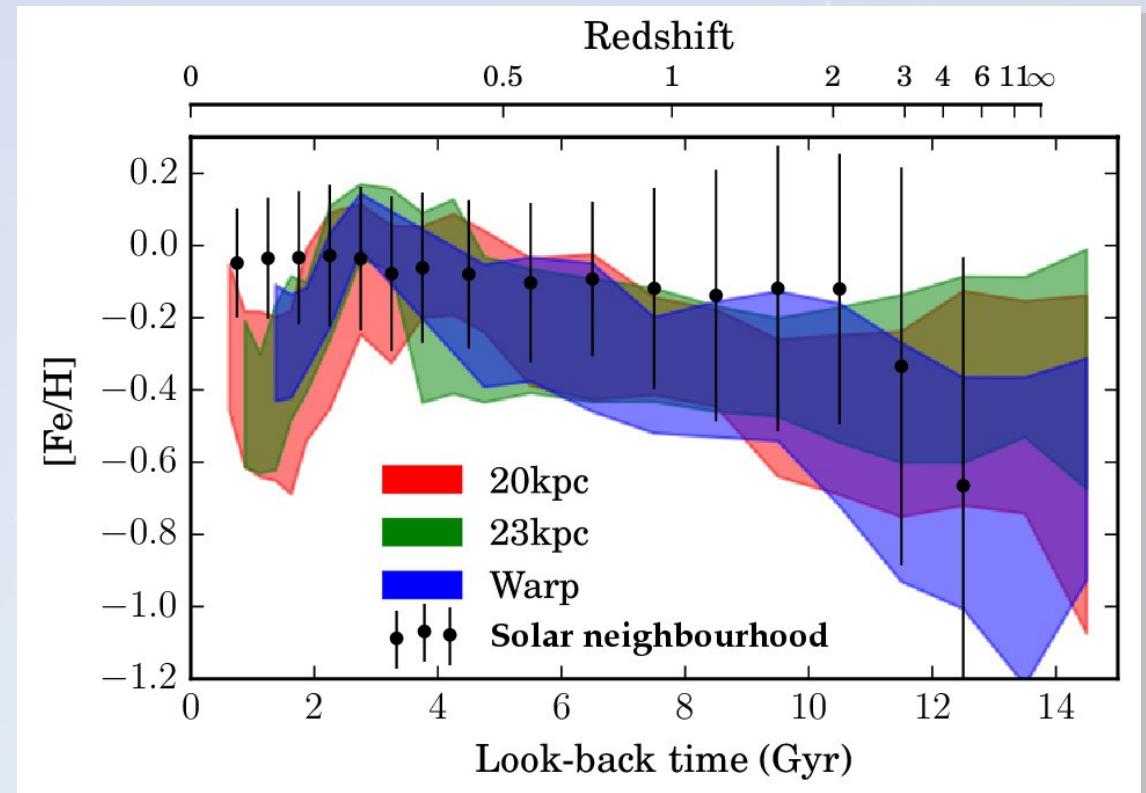 Redshift
0 0.5 1 2 3 4 6 11∞
0.2
0.0
−0.2
−0.4
−0.6
−0.8
−1.0
−1.2
[Fe/H]
20kpc
23kpc
Warp
Solar neighbourhood
0 2 4 6 8 10 12 14
Look-back time (Gyr)